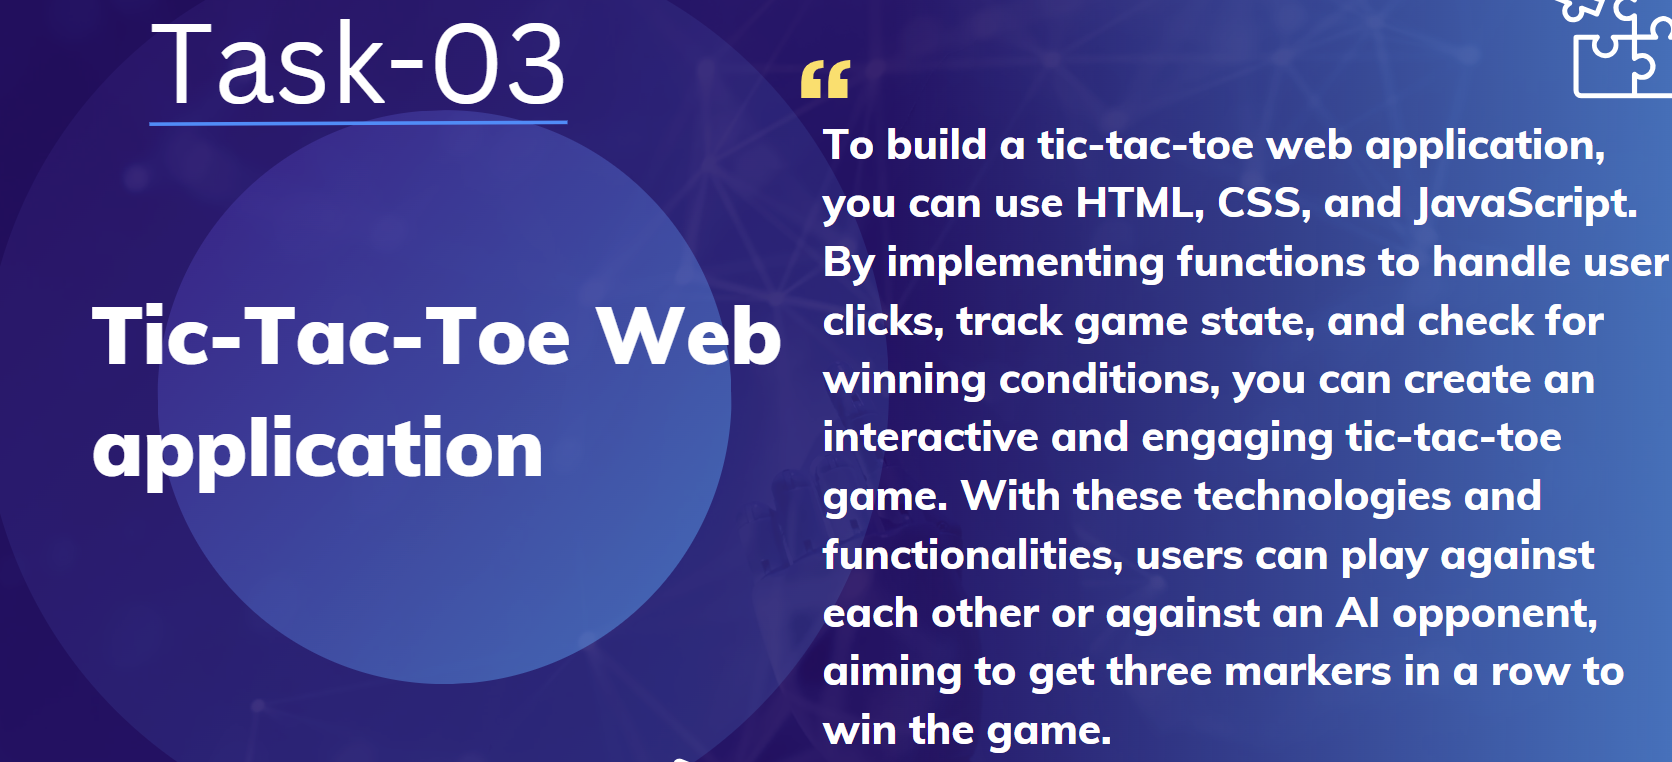 Task-03
Tic-Tac-Toe Web
application
“
To build a tic-tac-toe web application,
you can use HTML, CSS, and JavaScript.
By implementing functions to handle user
clicks, track game state, and check for
winning conditions, you can create an
interactive and engaging tic-tac-toe
game. With these technologies and
functionalities, users can play against
each other or against an AI opponent,
aiming to get three markers in a row to
win the game.